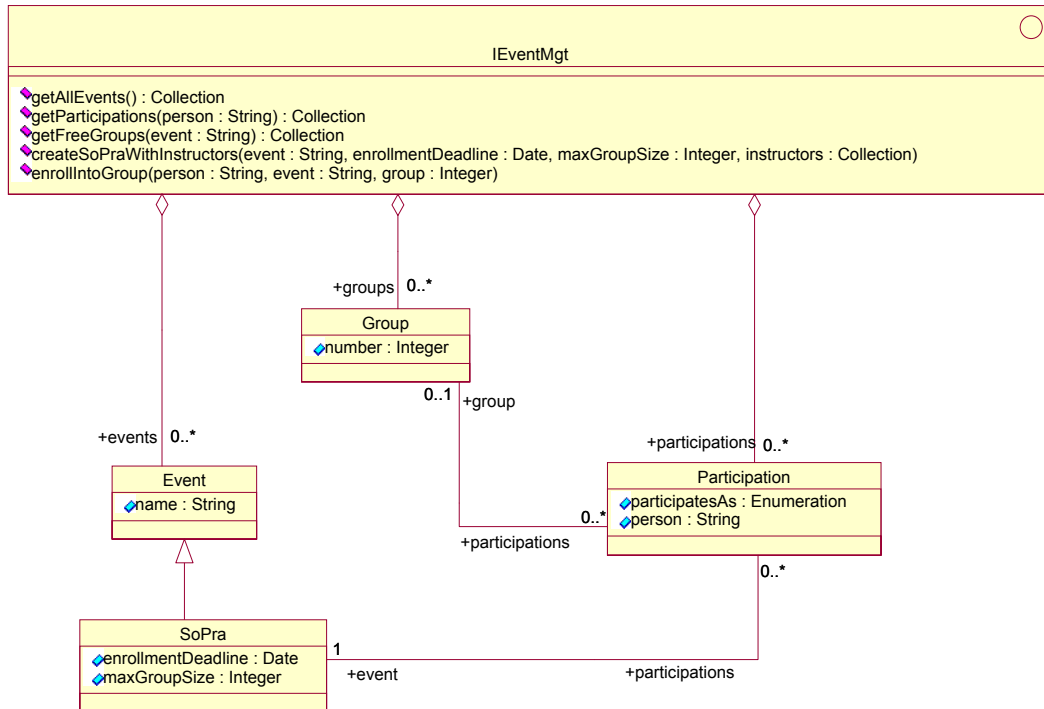 IEventMgt
getAllEvents() : Collection
getParticipations(person : String) : Collection
getFreeGroups(event : String) : Collection
createSoPraWithInstructors(event : String, enrollmentDeadline : Date, maxGroupSize : Integer, instructors : Collection)
enrollIntoGroup(person : String, event : String, group : Integer)
+groups 0..*
Group
number : Integer
0..1
+group
+events 0..*
+participations 0..*
Event
name : String
Participation
participatesAs : Enumeration
person : String
0..*
+participations
0..*
SoPra
enrollmentDeadline : Date
maxGroupSize : Integer
1
+event
+participations